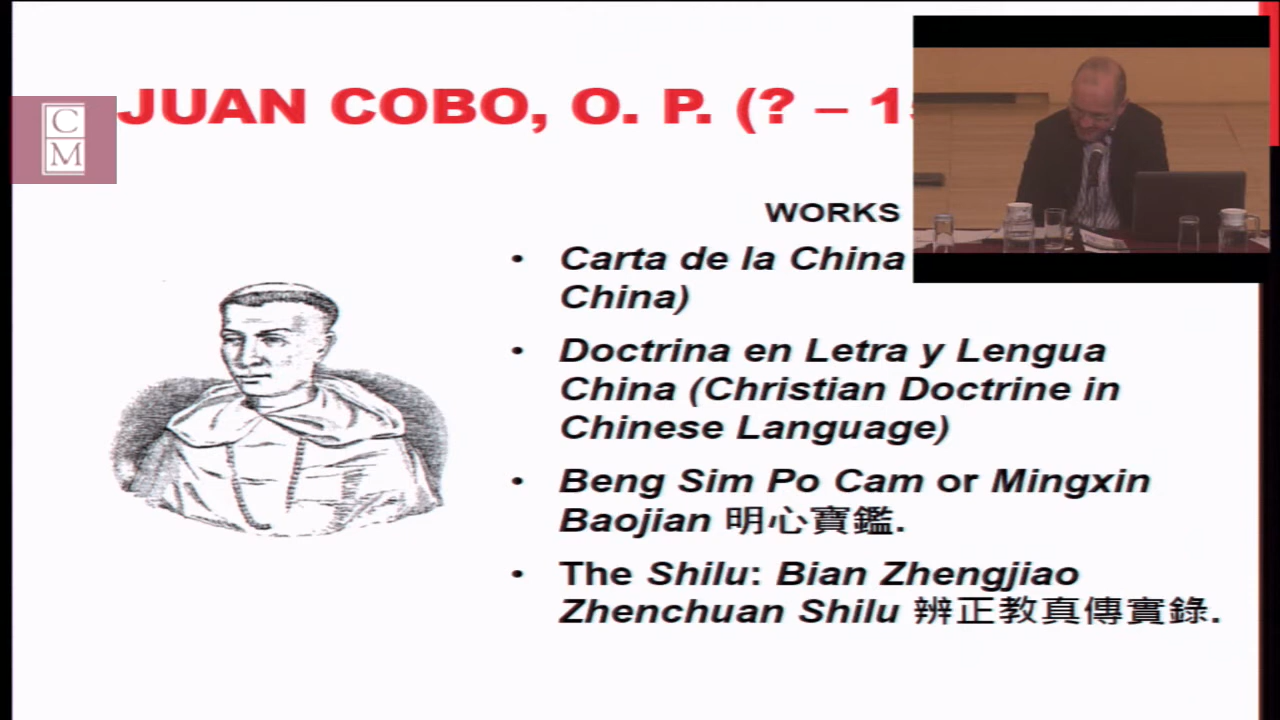 JUAN COBO, O. P. (? – 1
C
M
WORKS
• Carta de la China
China)
• Doctrina en Letra y Lengua
China (Christian Doctrine in
Chinese Language)
• Beng Sim Po Cam or Mingxin
Baojian 明心寶鑑.
• The Shilu: Bian Zhengjiao
Zhenchuan Shilu 辨正教真傳實錄.